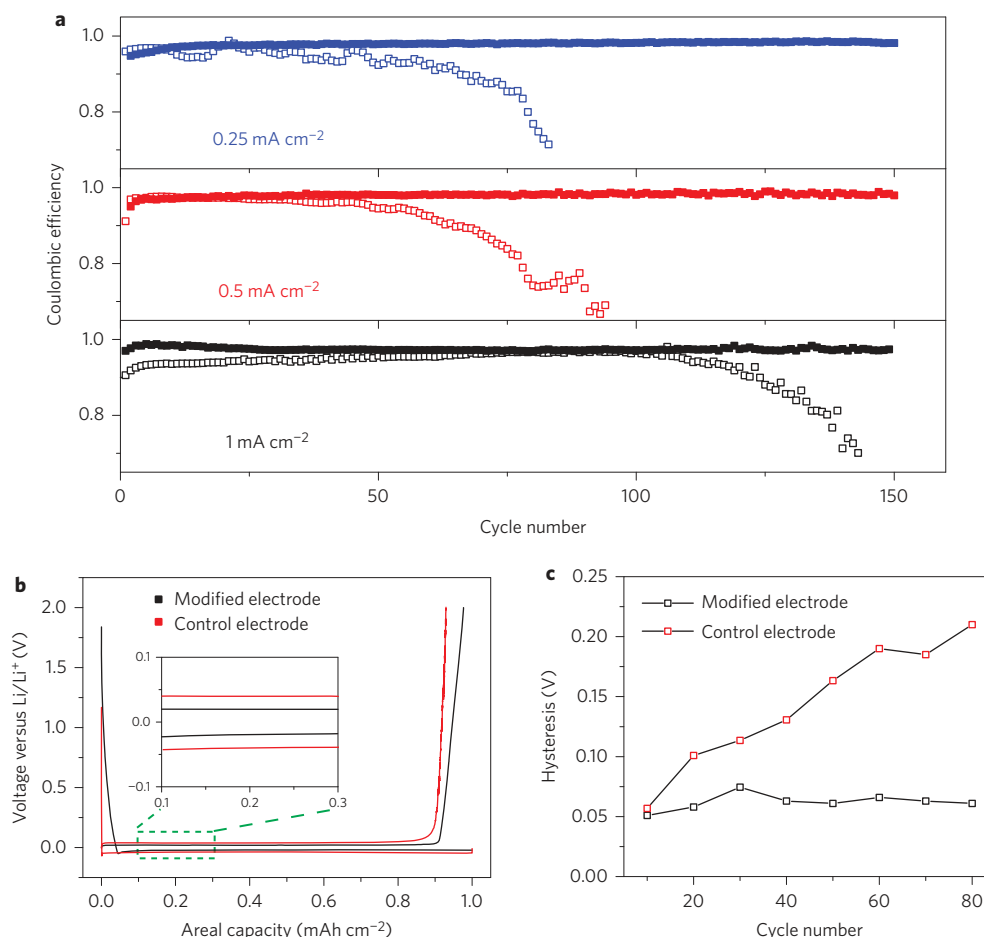 a
1.0
0.8
0.25 mA cm⁻²
1.0
0.8
0.5 mA cm⁻²
1.0
0.8
1 mA cm⁻²
Coulombic efficiency
0
50
100
150
Cycle number
b
2.0
1.5
1.0
0.5
0.0
Voltage versus Li/Li⁺ (V)
Modified electrode
Control electrode
0.1
0.0
−0.1
0.1
0.2
0.3
0.0
0.2
0.4
0.6
0.8
1.0
Areal capacity (mAh cm⁻²)
c
0.25
0.20
0.15
0.10
0.05
0.00
Hysteresis (V)
Modified electrode
Control electrode
20
40
60
80
Cycle number